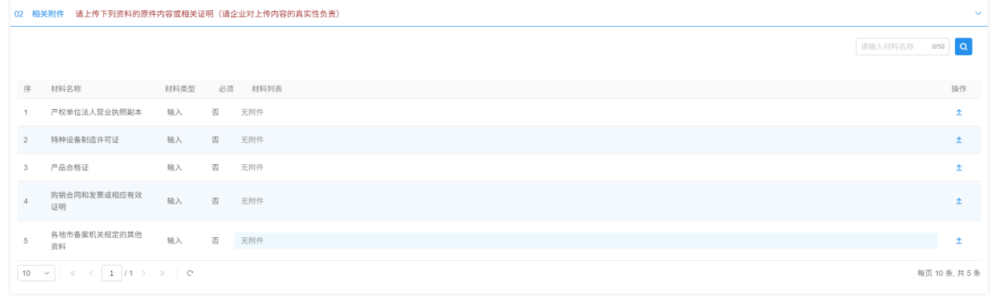 02 相关附件 请上传下列资料的原件内容或相关证明（请企业对上传内容的真实性负责）
请输入材料名称 0/50
序 材料名称 材料类型 必须 材料列表 操作
1 产权单位法人营业执照副本 输入 否 无附件
2 特种设备制造许可证 输入 否 无附件
3 产品合格证 输入 否 无附件
4 购销合同和发票或相应有效 输入 否 无附件
证明
5 各地市备案机关规定的其他 输入 否 无附件
资料
10 1 / 1 每页 10 条, 共 5 条